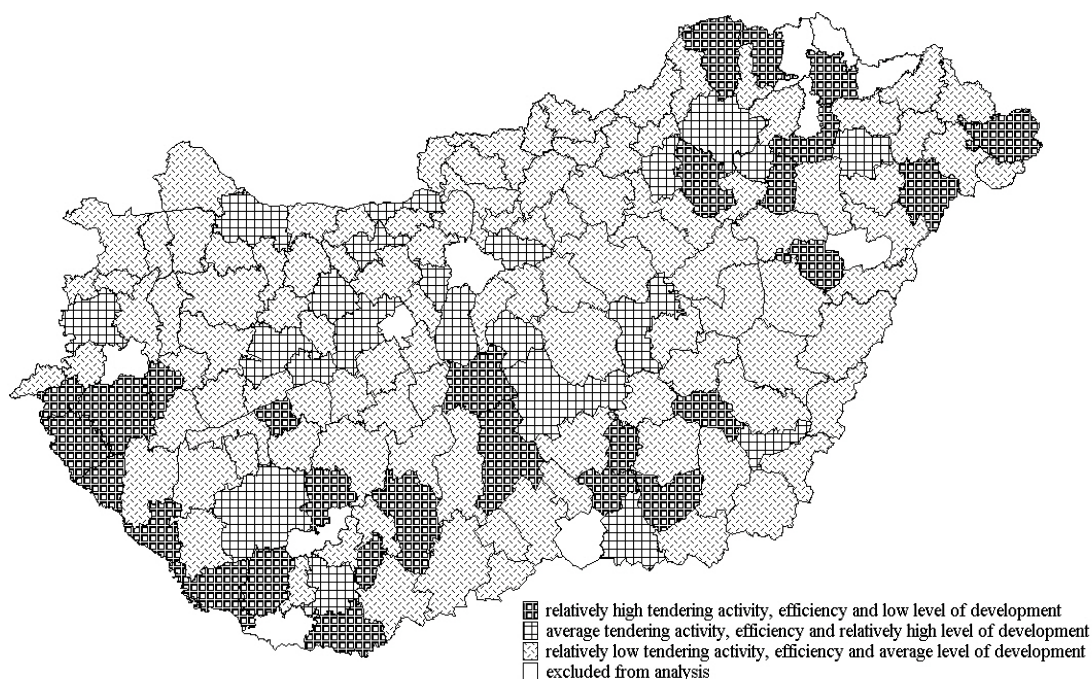 relatively high tendering activity, efficiency and low level of development
average tendering activity, efficiency and relatively high level of development
relatively low tendering activity, efficiency and average level of development
excluded from analysis